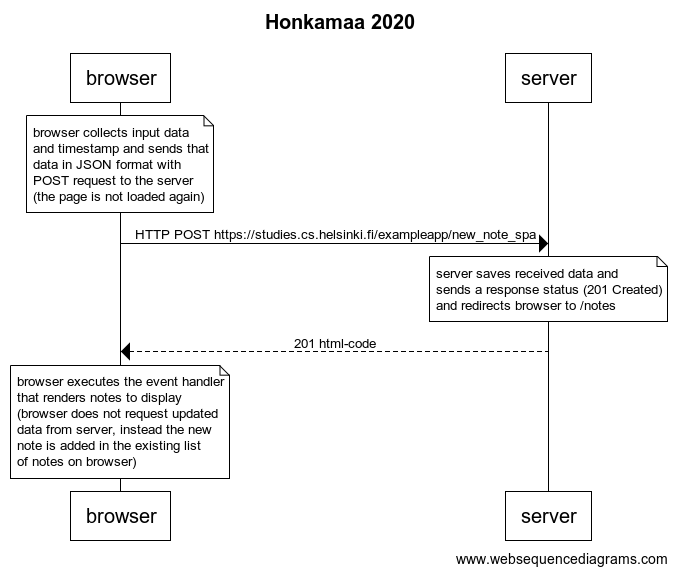 Honkamaa 2020
browser
server
browser collects input data
and timestamp and sends that
data in JSON format with
POST request to the server
(the page is not loaded again)
HTTP POST https://studies.cs.helsinki.fi/exampleapp/new_note_spa
server saves received data and
sends a response status (201 Created)
and redirects browser to /notes
201 html-code
browser executes the event handler
that renders notes to display
(browser does not request updated
data from server, instead the new
note is added in the existing list
of notes on browser)
browser
server
www.websequencediagrams.com